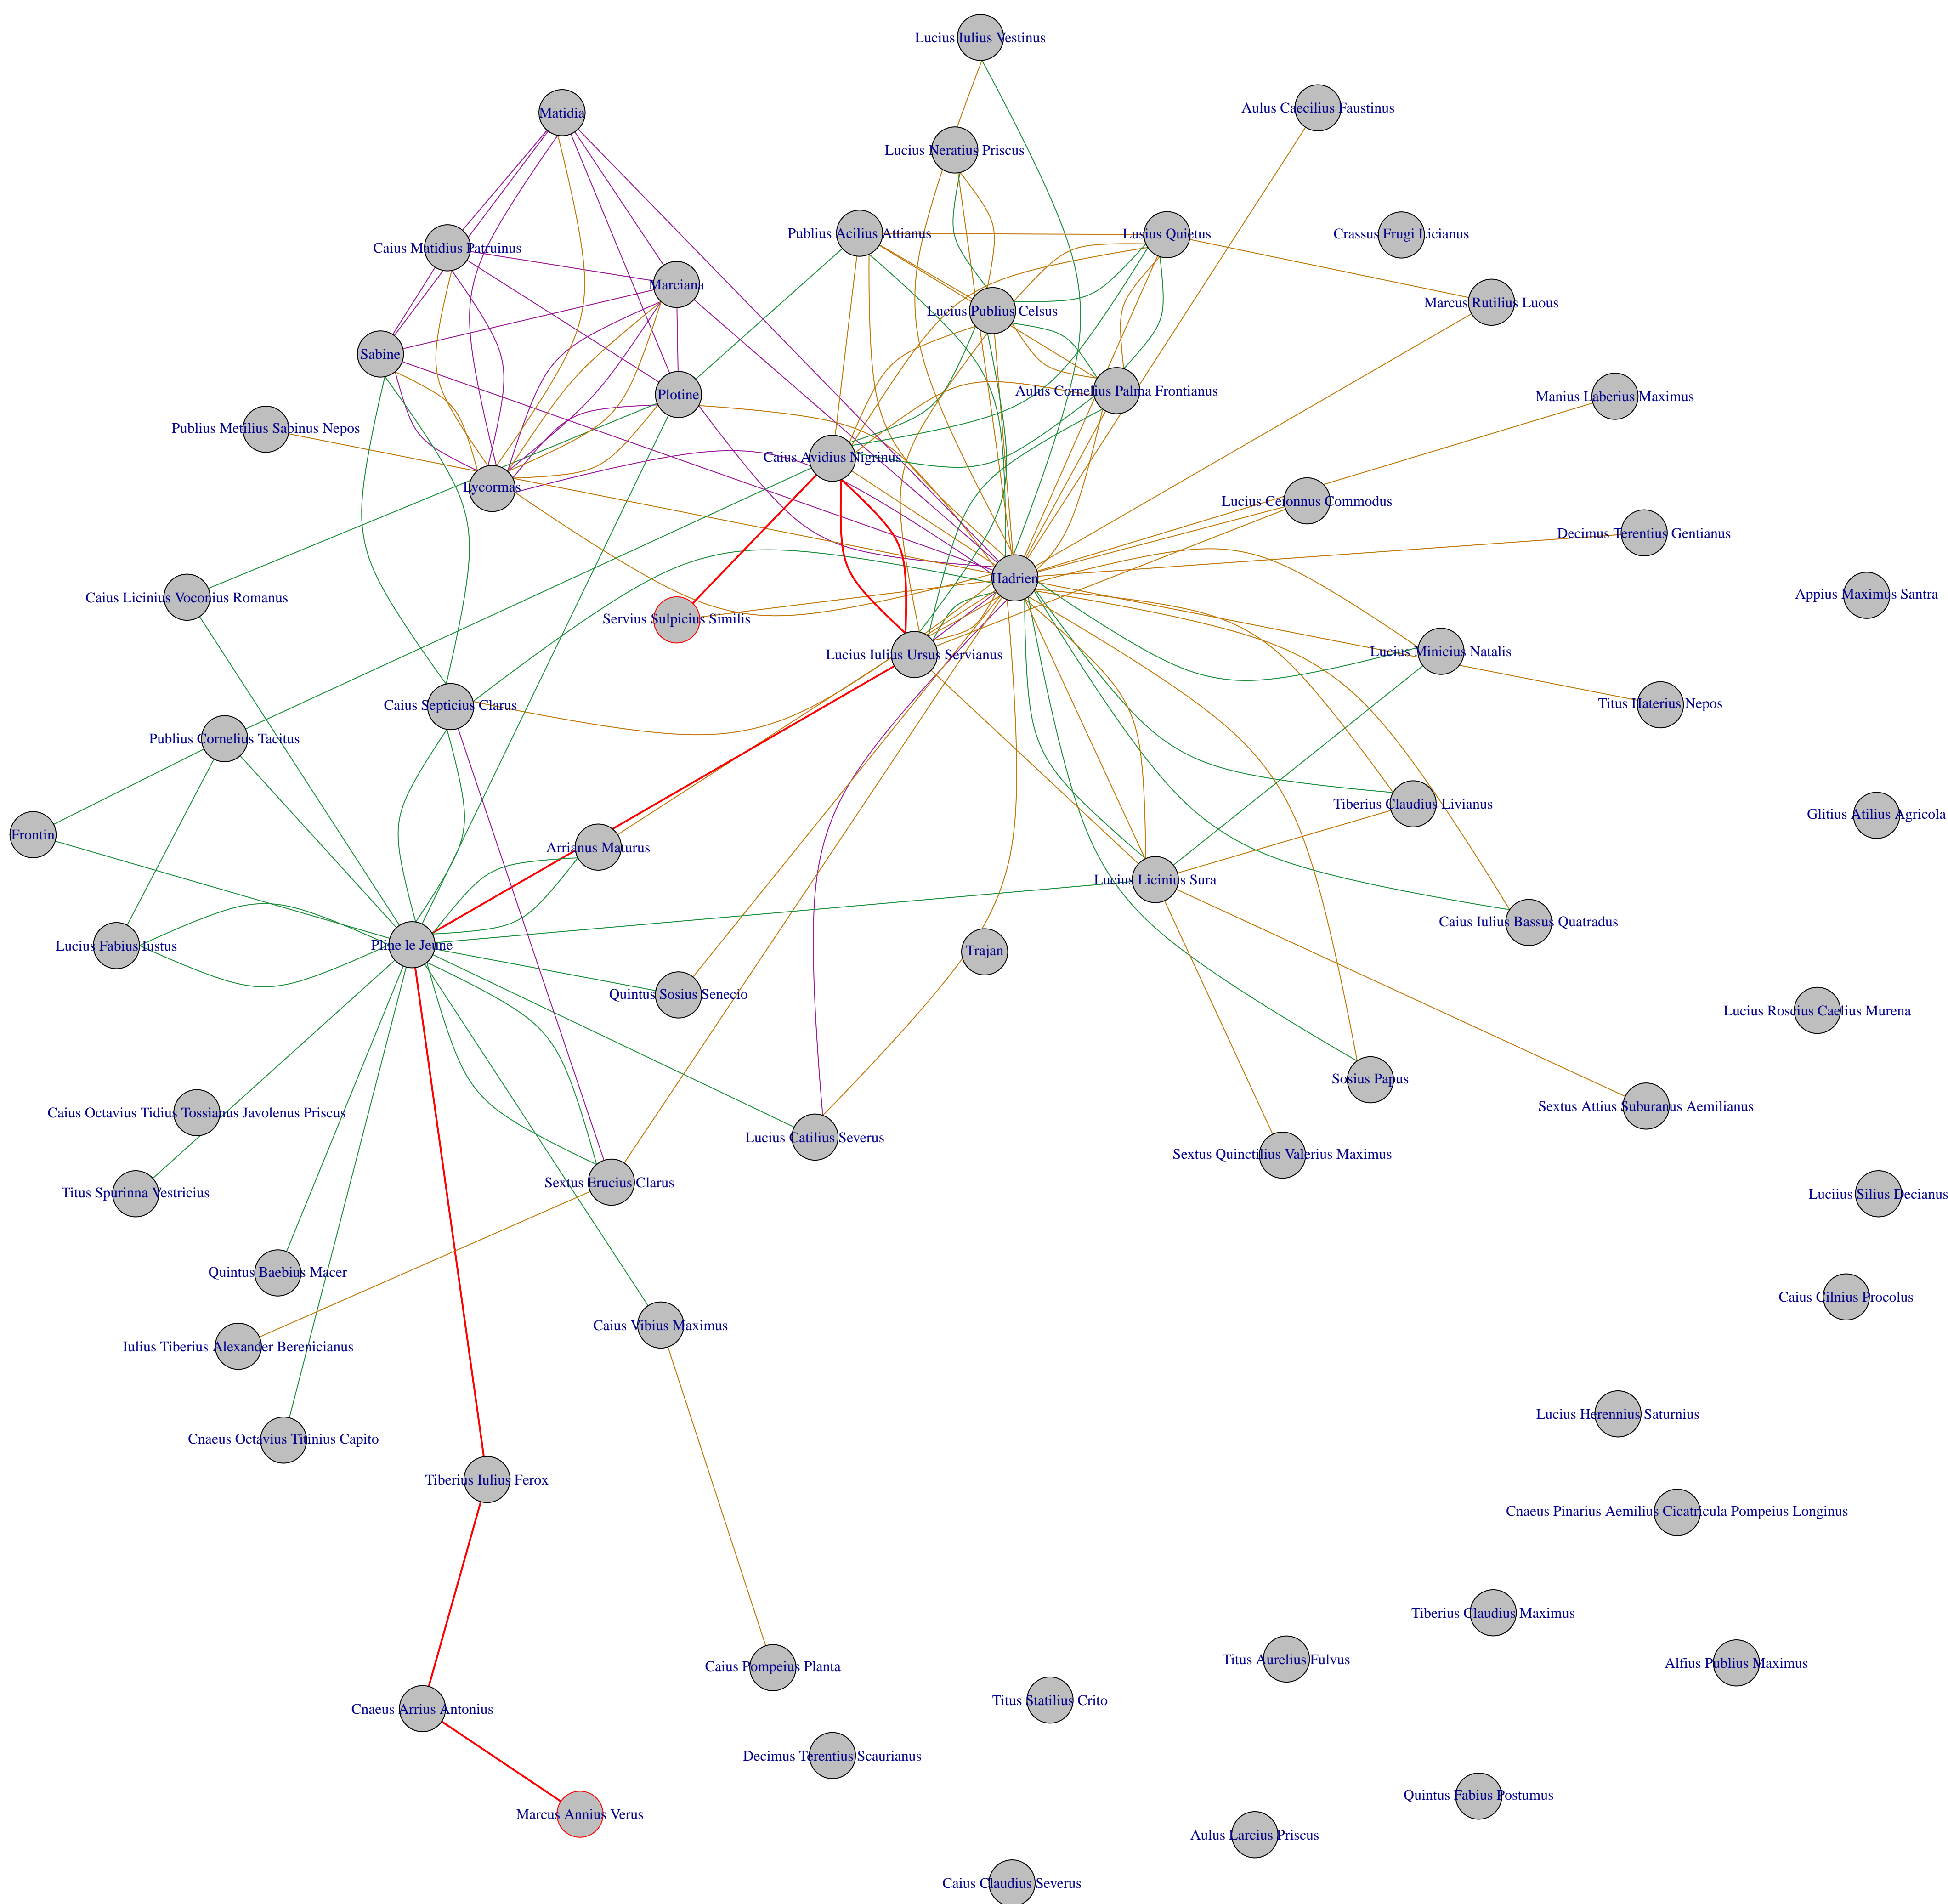 Lucius Iulius Vestinus
Aulus Caecilius Faustinus
Matidia
Lucius Neratius Priscus
Publius Acilius Attianus
Lusius Quietus
Crassus Frugi Licianus
Caius Matidius Patruinus
Marciana
Marcus Rutilius Luous
Lucius Publius Celsus
Sabine
Plotine
Aulus Cornelius Palma Frontianus
Manius Laberius Maximus
Publius Metilius Sabinus Nepos
Caius Avidius Nigrinus
Lycormas
Lucius Ceionnus Commodus
Decimus Terentius Gentianus
Hadrien
Caius Licinius Voconius Romanus
Appius Maximus Santra
Servius Sulpicius Similis
Lucius Iulius Ursus Servianus
Lucius Minicius Natalis
Caius Septicius Clarus
Titus Haterius Nepos
Publius Cornelius Tacitus
Tiberius Claudius Livianus
Glitius Atilius Agricola
Frontin
Arrianus Maturus
Lucius Licinius Sura
Caius Iulius Bassus Quatradus
Lucius Fabius Iustus
Pline le Jeune
Trajan
Quintus Sosius Senecio
Lucius Roscius Caelius Murena
Sosius Papus
Sextus Attius Suburanus Aemilianus
Caius Octavius Tidius Tossianus Javolenus Priscus
Lucius Catilius Severus
Sextus Quinctilius Valerius Maximus
Sextus Erucius Clarus
Titus Spurinna Vestricius
Luciius Silius Decianus
Quintus Baebius Macer
Caius Cilnius Procolus
Caius Vibius Maximus
Iulius Tiberius Alexander Berenicianus
Lucius Herennius Saturnius
Cnaeus Octavius Titinius Capito
Tiberius Iulius Ferox
Cnaeus Pinarius Aemilius Cicatricula Pompeius Longinus
Tiberius Claudius Maximus
Titus Aurelius Fulvus
Alfius Publius Maximus
Caius Pompeius Planta
Titus Statilius Crito
Cnaeus Arrius Antonius
Decimus Terentius Scaurianus
Quintus Fabius Postumus
Marcus Annius Verus
Aulus Larcius Priscus
Caius Claudius Severus